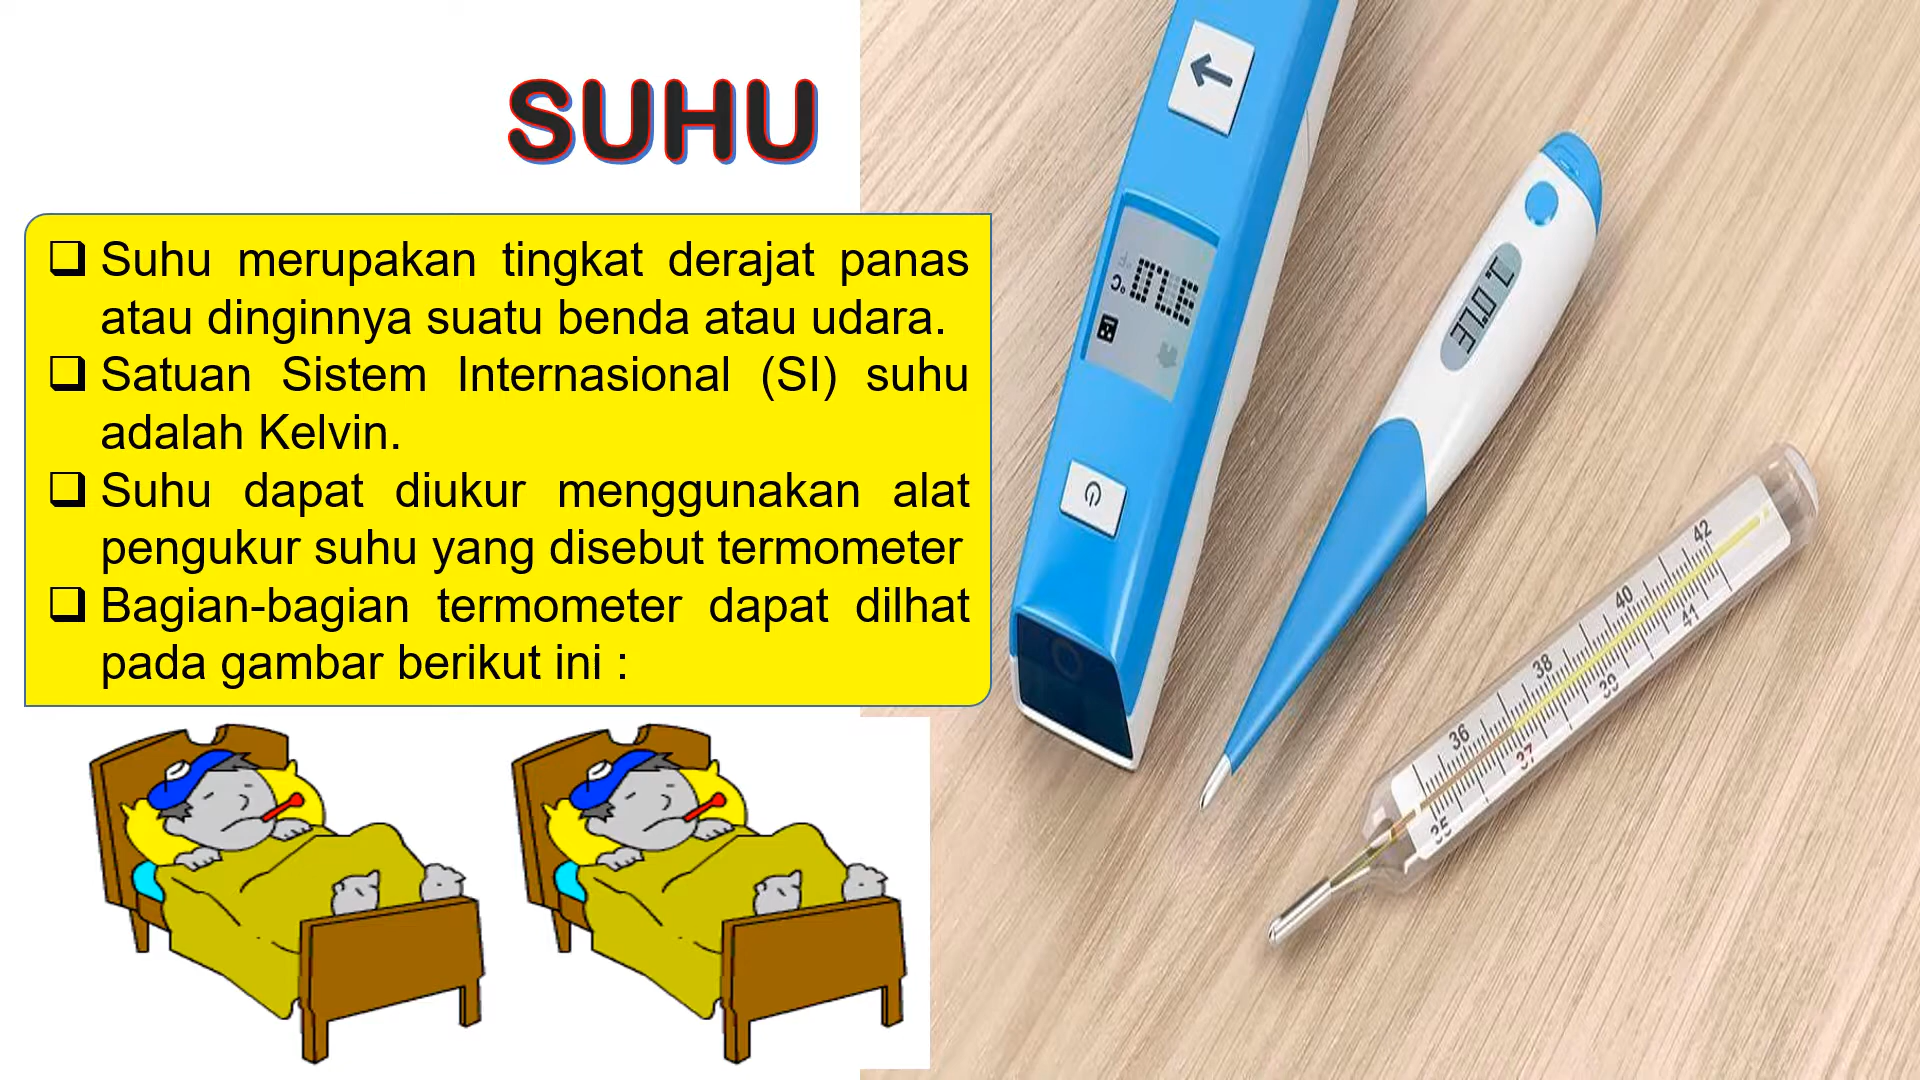 SUHU
Suhu merupakan tingkat derajat panas
atau dinginnya suatu benda atau udara.
Satuan Sistem Internasional (SI) suhu
adalah Kelvin.
Suhu dapat diukur menggunakan alat
pengukur suhu yang disebut termometer
Bagian-bagian termometer dapat dilhat
pada gambar berikut ini :
°C
37.0 °C
42
40
41
38
39
36
37
35